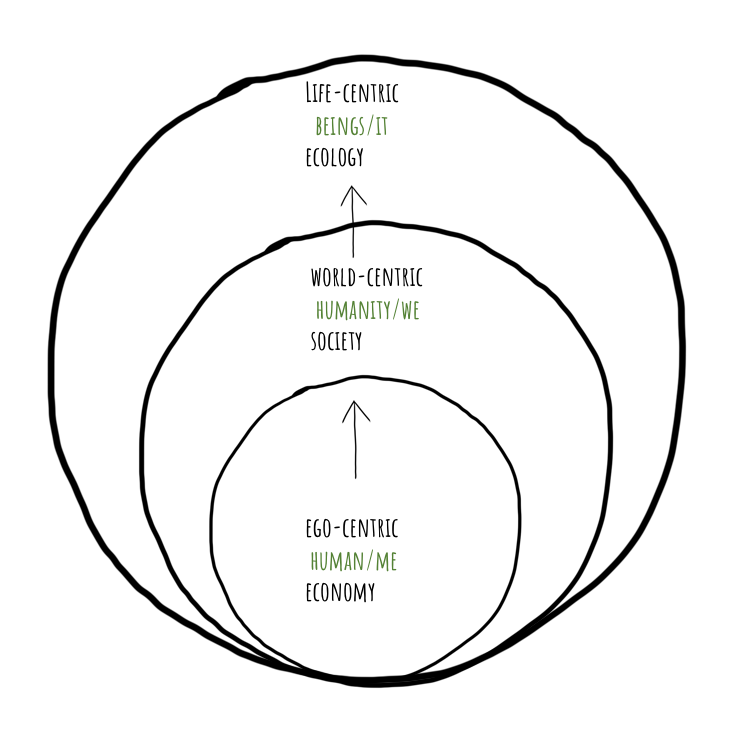 LIFE-CENTRIC
BEINGS/IT
ECOLOGY
WORLD-CENTRIC
HUMANITY/WE
SOCIETY
EGO-CENTRIC
HUMAN/ME
ECONOMY